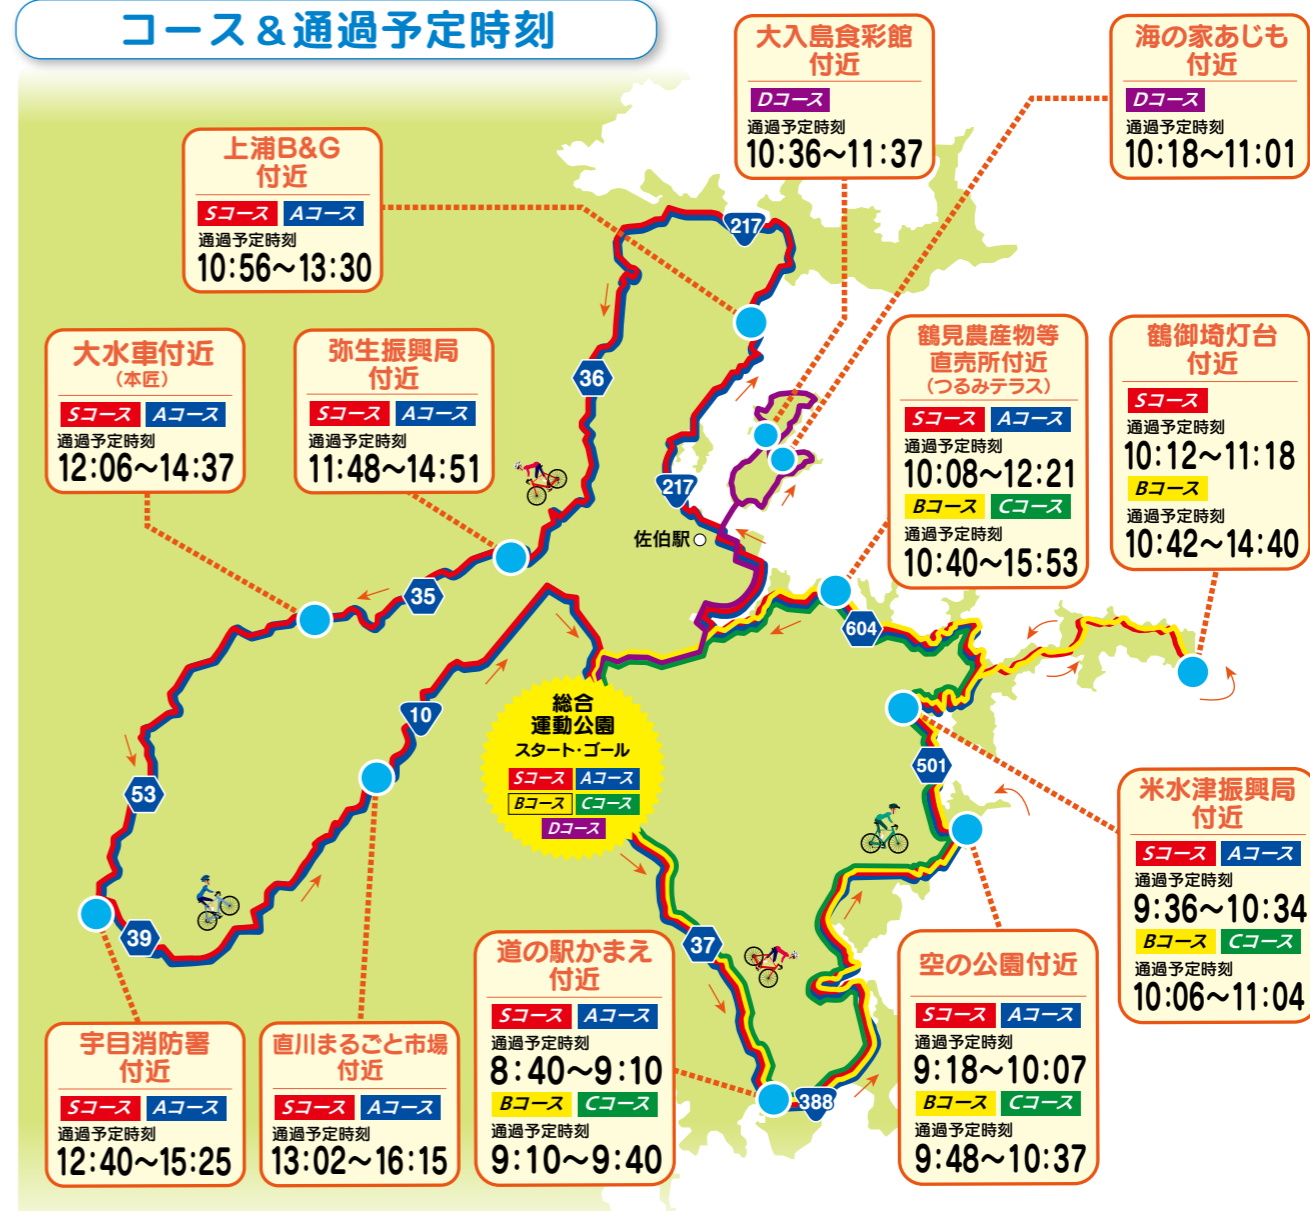 コース&通過予定時刻
大入島食彩館
付近
Dコース
通過予定時刻
10:36〜11:37
海の家あじも
付近
Dコース
通過予定時刻
10:18〜11:01
上浦B&G
付近
Sコース Aコース
通過予定時刻
10:56〜13:30
217
大水車付近
(本匠)
Sコース Aコース
通過予定時刻
12:06〜14:37
弥生振興局
付近
Sコース Aコース
通過予定時刻
11:48〜14:51
36
217
佐伯駅
鶴見農産物等
直売所付近
(つるみテラス)
Sコース Aコース
通過予定時刻
10:08〜12:21
Bコース Cコース
通過予定時刻
10:40〜15:53
鶴御埼灯台
付近
Sコース
通過予定時刻
10:12〜11:18
Bコース
通過予定時刻
10:42〜14:40
35
604
10
53
39
総合
運動公園
スタート・ゴール
Sコース Aコース
Bコース Cコース
Dコース
501
37
388
米水津振興局
付近
Sコース Aコース
通過予定時刻
9:36〜10:34
Bコース Cコース
通過予定時刻
10:06〜11:04
宇目消防署
付近
Sコース Aコース
通過予定時刻
12:40〜15:25
直川まるごと市場
付近
Sコース Aコース
通過予定時刻
13:02〜16:15
道の駅かまえ
付近
Sコース Aコース
通過予定時刻
8:40〜9:10
Bコース Cコース
通過予定時刻
9:10〜9:40
空の公園付近
Sコース Aコース
通過予定時刻
9:18〜10:07
Bコース Cコース
通過予定時刻
9:48〜10:37